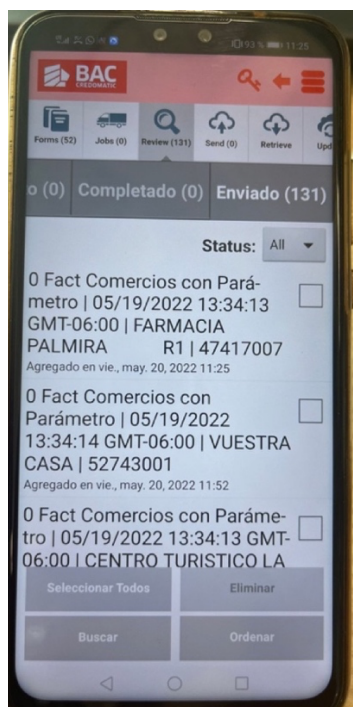 93 % 11:25
BAC
CREDOMATIC
Forms (52) Jobs (0) Review (131) Send (0) Retrieve Upd
o (0) Completado (0) Enviado (131)
Status: All
0 Fact Comercios con Pará-
metro | 05/19/2022 13:34:13
GMT-06:00 | FARMACIA
PALMIRA R1 | 47417007
Agregado en vie., may. 20, 2022 11:25
0 Fact Comercios con
Parámetro | 05/19/2022
13:34:14 GMT-06:00 | VUESTRA
CASA | 52743001
Agregado en vie., may. 20, 2022 11:52
0 Fact Comercios con Paráme-
tro | 05/19/2022 13:34:13 GMT-
06:00 | CENTRO TURISTICO LA
Seleccionar Todos Eliminar
Buscar Ordenar